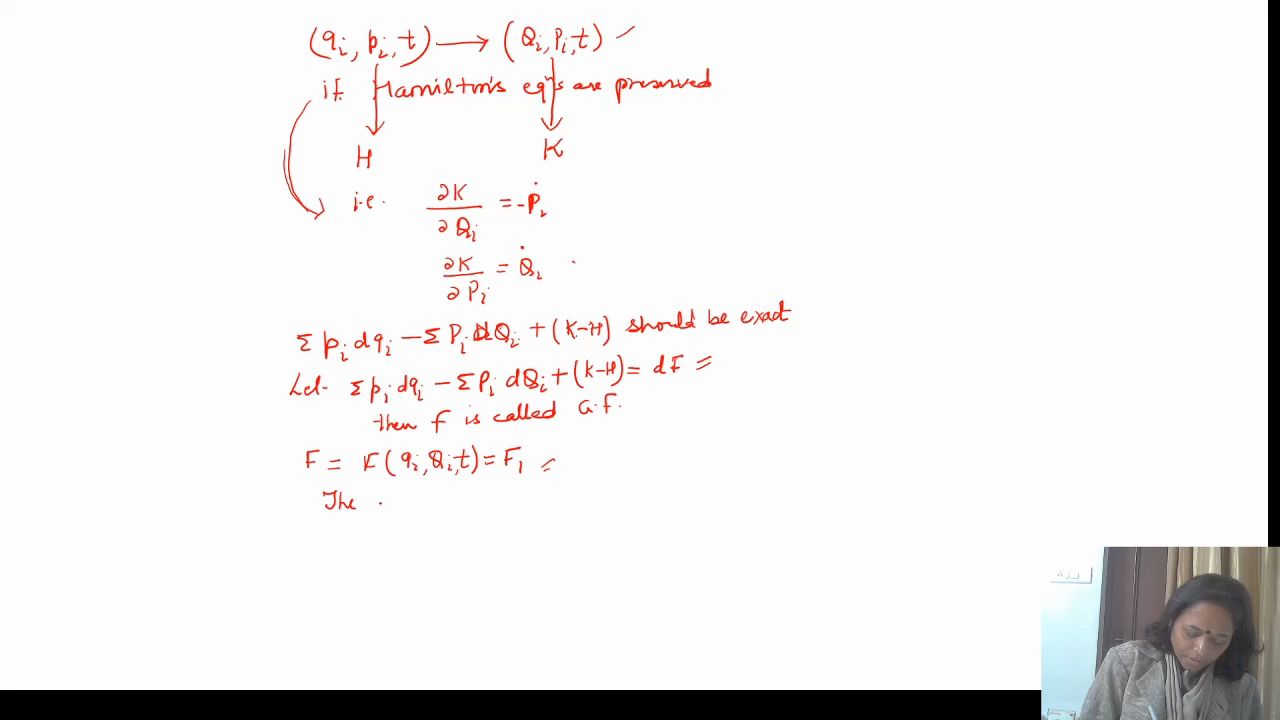 (qᵢ, pᵢ, t) ⟶ (Qᵢ, Pᵢ, t)
if Hamilton's eqⁿs are preserved
H K
i.e. ∂K/∂Qᵢ = -Ṗᵢ
∂K/∂Pᵢ = Q̇ᵢ
Σ pᵢ dqᵢ – Σ Pᵢ dQᵢ + (K–H) should be exact
Let Σ pᵢ dqᵢ – Σ Pᵢ dQᵢ + (K–H) = dF
then F is called G.F.
F = F(qᵢ, Qᵢ, t) = F₁
The